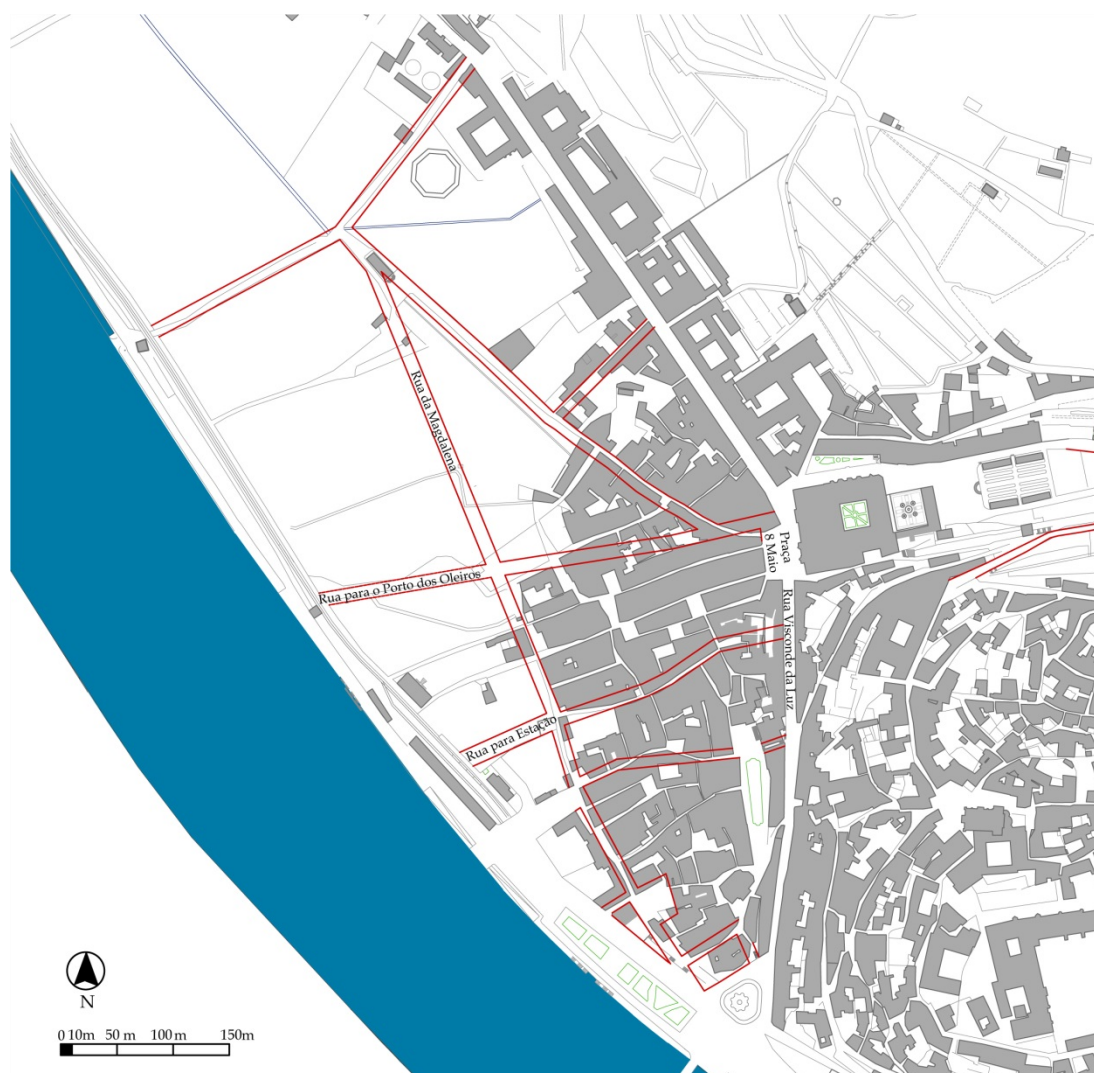 Rua da Magdalena
Praça
8 Maio
Rua para o Porto dos Oleiros
Rua Visconde da Luz
Rua para Estação
N
0 10m 50 m 100 m 150m